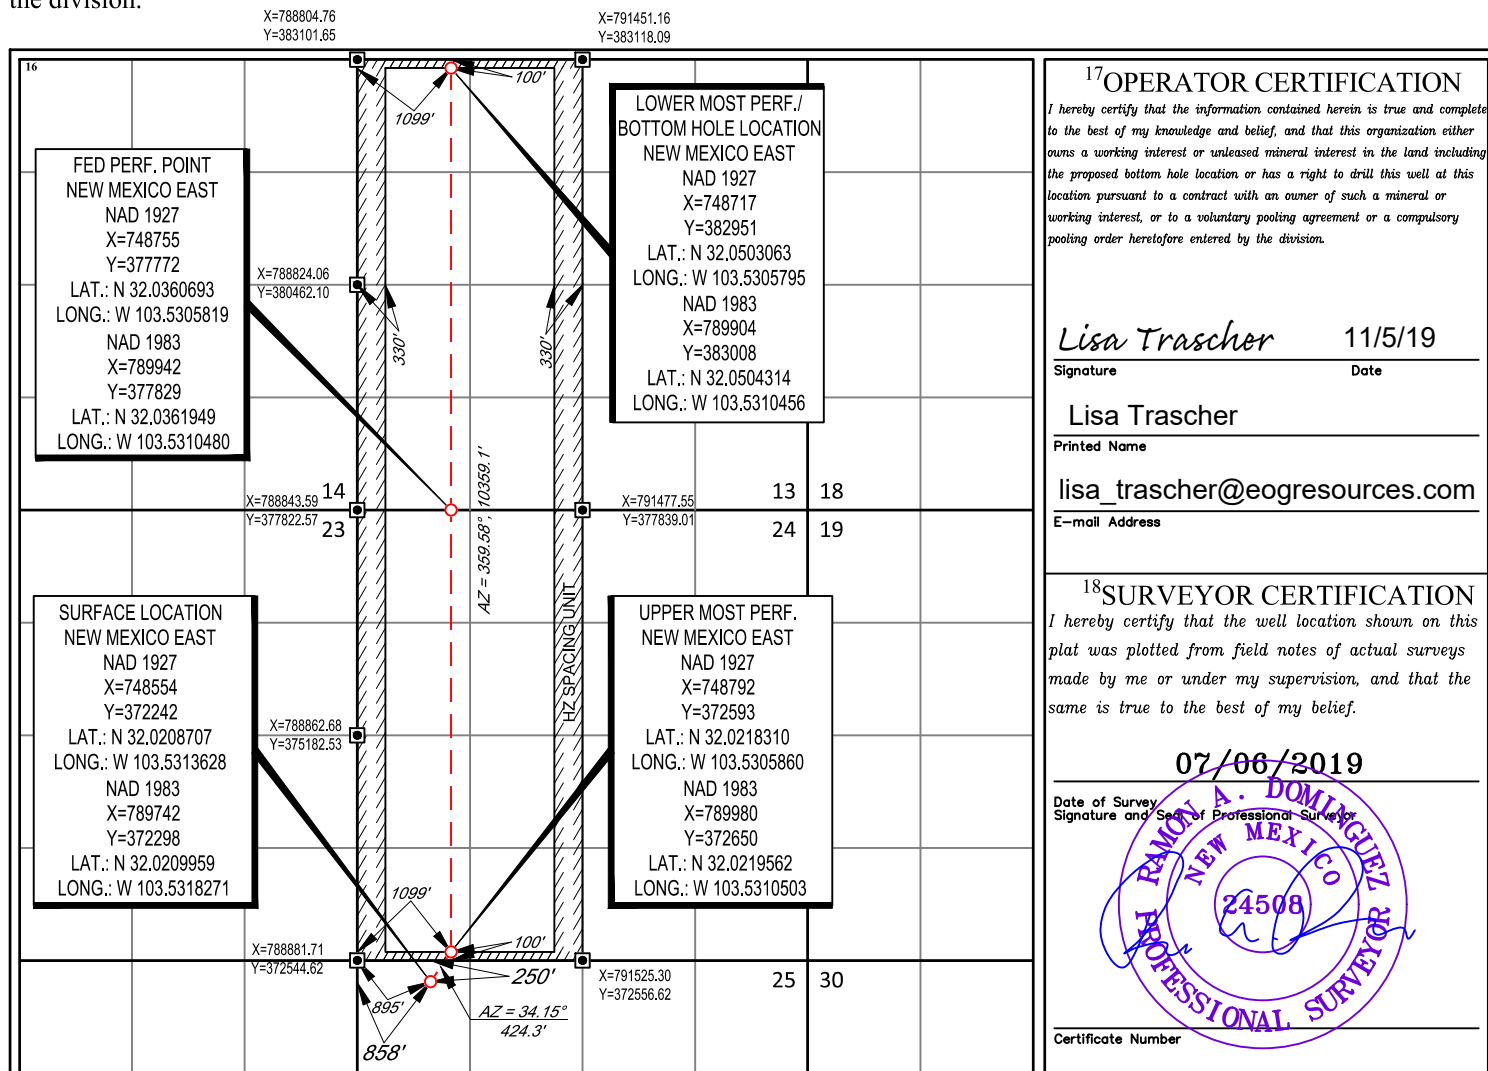 the division.
X=788804.76
Y=383101.65
X=791451.16
Y=383118.09
16
100'
1099'
FED PERF. POINT
NEW MEXICO EAST
NAD 1927
X=748755
Y=377772
LAT.: N 32.0360693
LONG.: W 103.5305819
NAD 1983
X=789942
Y=377829
LAT.: N 32.0361949
LONG.: W 103.5310480
LOWER MOST PERF./
BOTTOM HOLE LOCATION
NEW MEXICO EAST
NAD 1927
X=748717
Y=382951
LAT.: N 32.0503063
LONG.: W 103.5305795
NAD 1983
X=789904
Y=383008
LAT.: N 32.0504314
LONG.: W 103.5310456
X=788824.06
Y=380462.10
330'
330'
AZ = 359.58°, 10359.1'
X=788843.59
Y=377822.57
14
23
X=791477.55
Y=377839.01
13 18
24 19
HZ SPACING UNIT
SURFACE LOCATION
NEW MEXICO EAST
NAD 1927
X=748554
Y=372242
LAT.: N 32.0208707
LONG.: W 103.5313628
NAD 1983
X=789742
Y=372298
LAT.: N 32.0209959
LONG.: W 103.5318271
UPPER MOST PERF.
NEW MEXICO EAST
NAD 1927
X=748792
Y=372593
LAT.: N 32.0218310
LONG.: W 103.5305860
NAD 1983
X=789980
Y=372650
LAT.: N 32.0219562
LONG.: W 103.5310503
X=788862.68
Y=375182.53
1099'
100'
X=788881.71
Y=372544.62
250'
X=791525.30
Y=372556.62
25 30
895'
AZ = 34.15°
424.3'
858'
17 OPERATOR CERTIFICATION
I hereby certify that the information contained herein is true and complete
to the best of my knowledge and belief, and that this organization either
owns a working interest or unleased mineral interest in the land including
the proposed bottom hole location or has a right to drill this well at this
location pursuant to a contract with an owner of such a mineral or
working interest, or to a voluntary pooling agreement or a compulsory
pooling order heretofore entered by the division.
Lisa Trascher 11/5/19
Signature Date
Lisa Trascher
Printed Name
lisa_trascher@eogresources.com
E-mail Address
18 SURVEYOR CERTIFICATION
I hereby certify that the well location shown on this
plat was plotted from field notes of actual surveys
made by me or under my supervision, and that the
same is true to the best of my belief.
07/06/2019
Date of Survey
Signature and Seal of Professional Surveyor
RAMON A. DOMINGUEZ
NEW MEXICO
24508
PROFESSIONAL SURVEYOR
Certificate Number